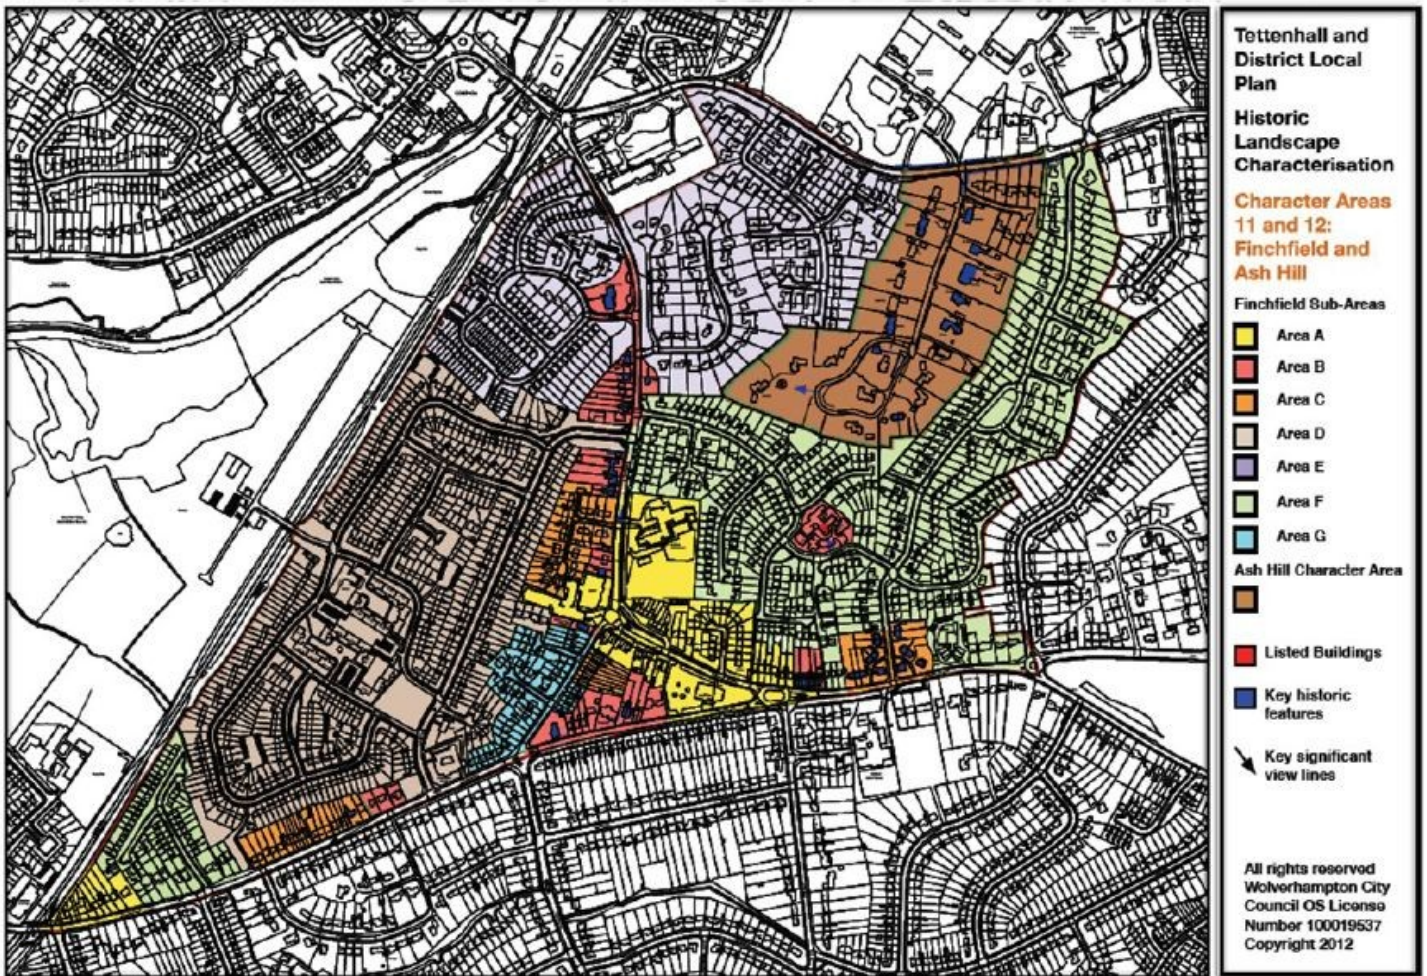 Tettenhall and
District Local
Plan
Historic
Landscape
Characterisation
Character Areas
11 and 12:
Finchfield and
Ash Hill
Finchfield Sub-Areas
Area A
Area B
Area C
Area D
Area E
Area F
Area G
Ash Hill Character Area
Listed Buildings
Key historic
features
Key significant
view lines
All rights reserved
Wolverhampton City
Council OS License
Number 100019537
Copyright 2012